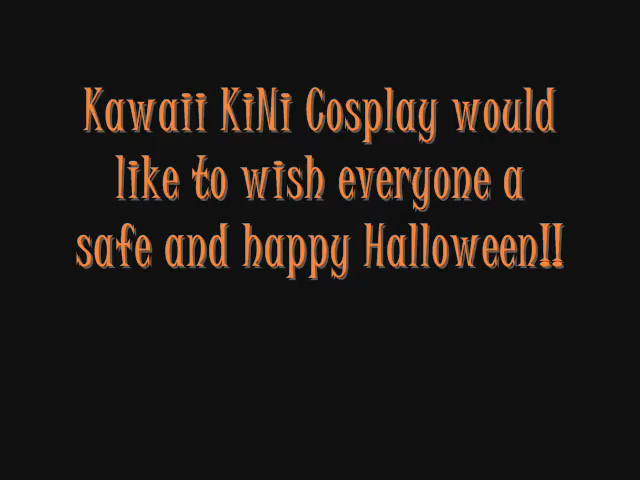 Kawaii KiNi Cosplay would
like to wish everyone a
safe and happy Halloween!!